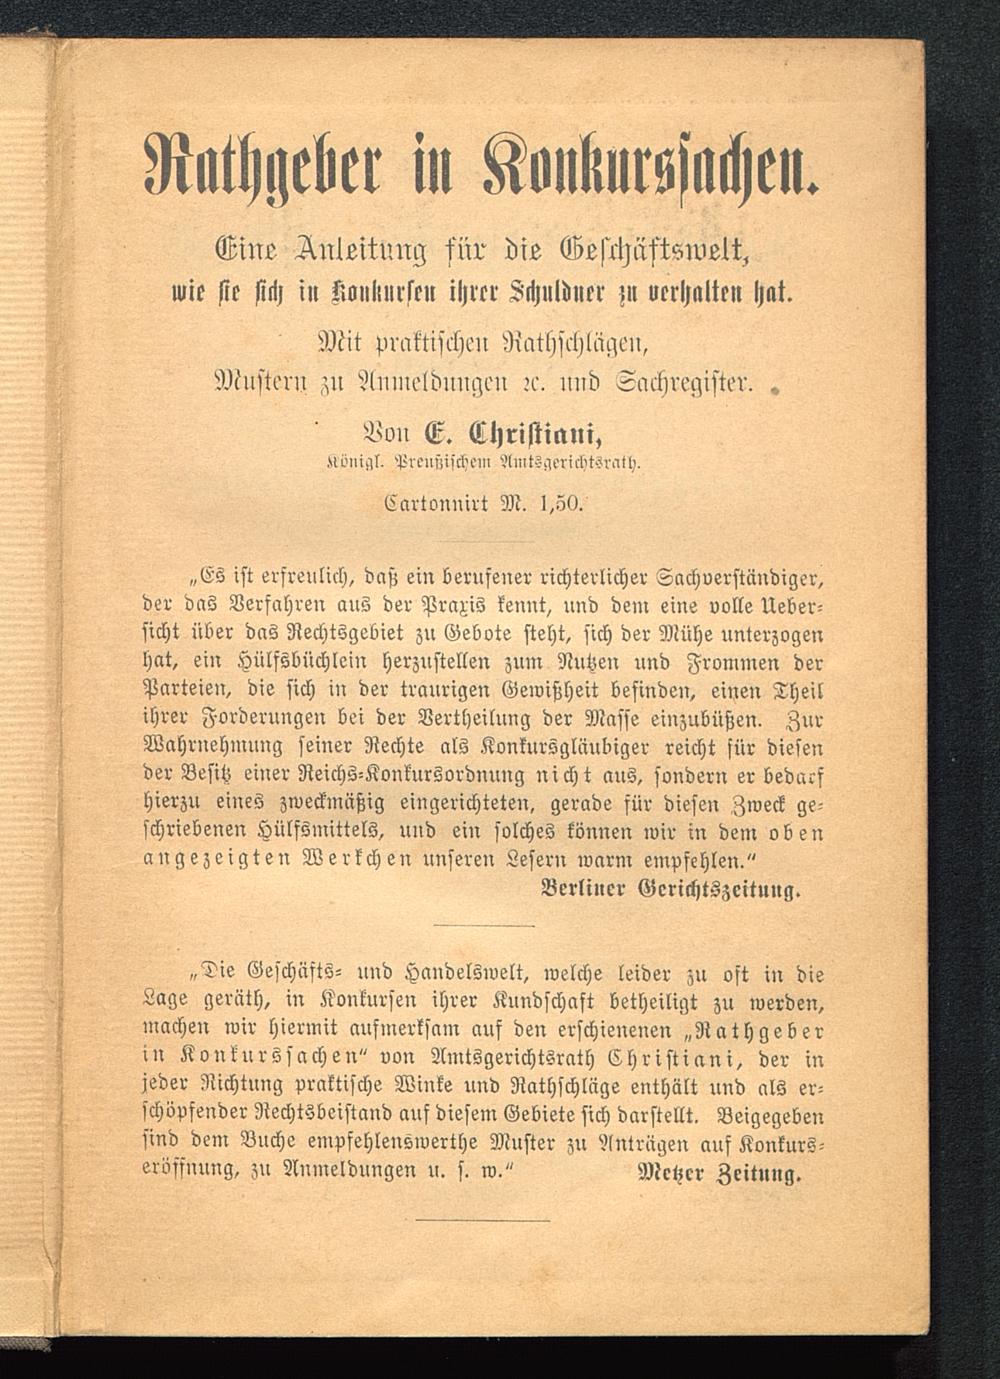 Rathgeber in Konkurssachen.
Eine Anleitung für die Geschäftswelt,
wie sie sich in Konkursen ihrer Schuldner zu verhalten hat.
Mit praktischen Rathschlägen,
Mustern zu Anmeldungen ꝛc. und Sachregister.
Von E. Christiani,
Königl. Preußischem Amtsgerichtsrath.
Cartonnirt M. 1,50.
„Es ist erfreulich, daß ein berufener richterlicher Sachverständiger,
der das Verfahren aus der Praxis kennt, und dem eine volle Ueber-
sicht über das Rechtsgebiet zu Gebote steht, sich der Mühe unterzogen
hat, ein Hülfsbüchlein herzustellen zum Nutzen und Frommen der
Parteien, die sich in der traurigen Gewißheit befinden, einen Theil
ihrer Forderungen bei der Vertheilung der Masse einzubüßen. Zur
Wahrnehmung seiner Rechte als Konkursgläubiger reicht für diesen
der Besitz einer Reichs-Konkursordnung nicht aus, sondern er bedarf
hierzu eines zweckmäßig eingerichteten, gerade für diesen Zweck ge-
schriebenen Hülfsmittels, und ein solches können wir in dem oben
angezeigten Werkchen unseren Lesern warm empfehlen.“
Berliner Gerichtszeitung.
„Die Geschäfts- und Handelswelt, welche leider zu oft in die
Lage geräth, in Konkursen ihrer Kundschaft betheiligt zu werden,
machen wir hiermit aufmerksam auf den erschienenen „Rathgeber
in Konkurssachen“ von Amtsgerichtsrath Christiani, der in
jeder Richtung praktische Winke und Rathschläge enthält und als er-
schöpfender Rechtsbeistand auf diesem Gebiete sich darstellt. Beigegeben
sind dem Buche empfehlenswerthe Muster zu Anträgen auf Konkurs-
eröffnung, zu Anmeldungen u. s. w.“ Metzer Zeitung.